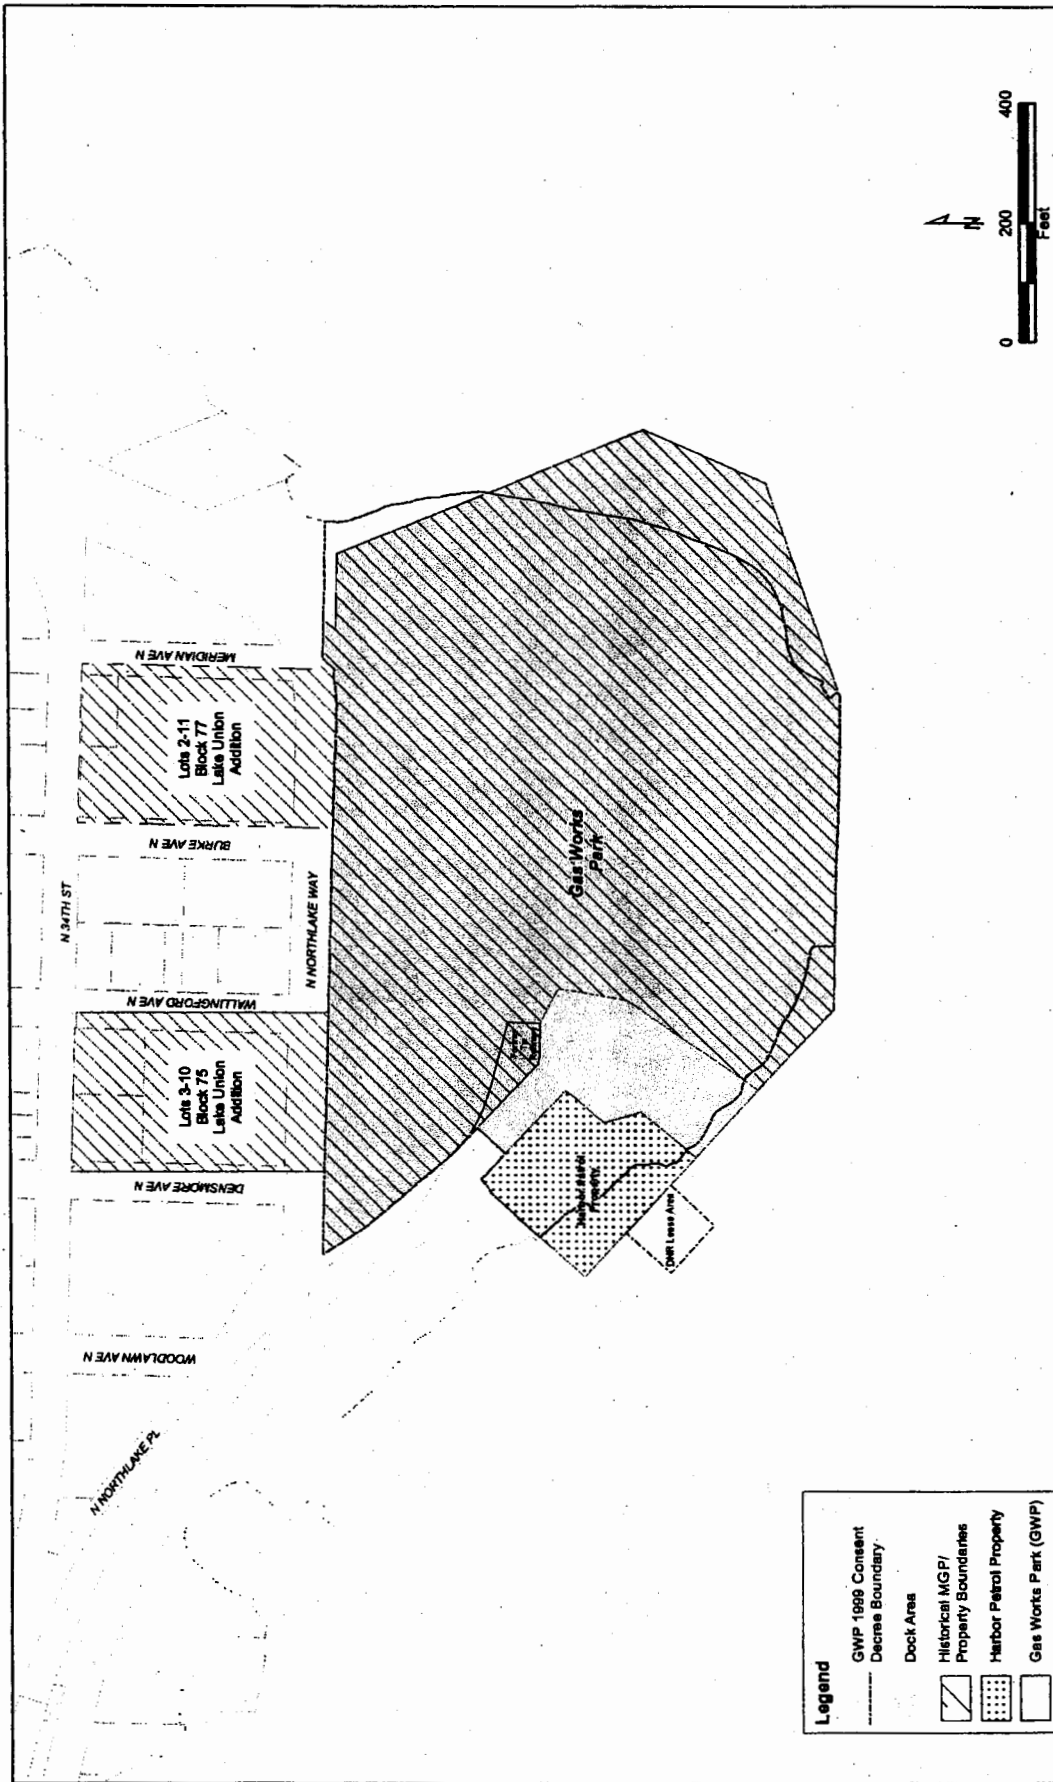 N 34TH ST
N NORTHLAKE WAY
N NORTHLAKE PL
WOODLAWN AVE N
DENSMORE AVE N
WALLINGFORD AVE N
BURKE AVE N
MERIDIAN AVE N
Lots 3-10
Block 75
Lake Union
Addition
Lots 2-11
Block 77
Lake Union
Addition
Gas Works
Park
Property
DNR Lease Area
N
0 200 400
Feet
Legend
GWP 1999 Consent
Decree Boundary
Dock Area
Historical MGP/
Property Boundaries
Harbor Patrol Property
Gas Works Park (GWP)